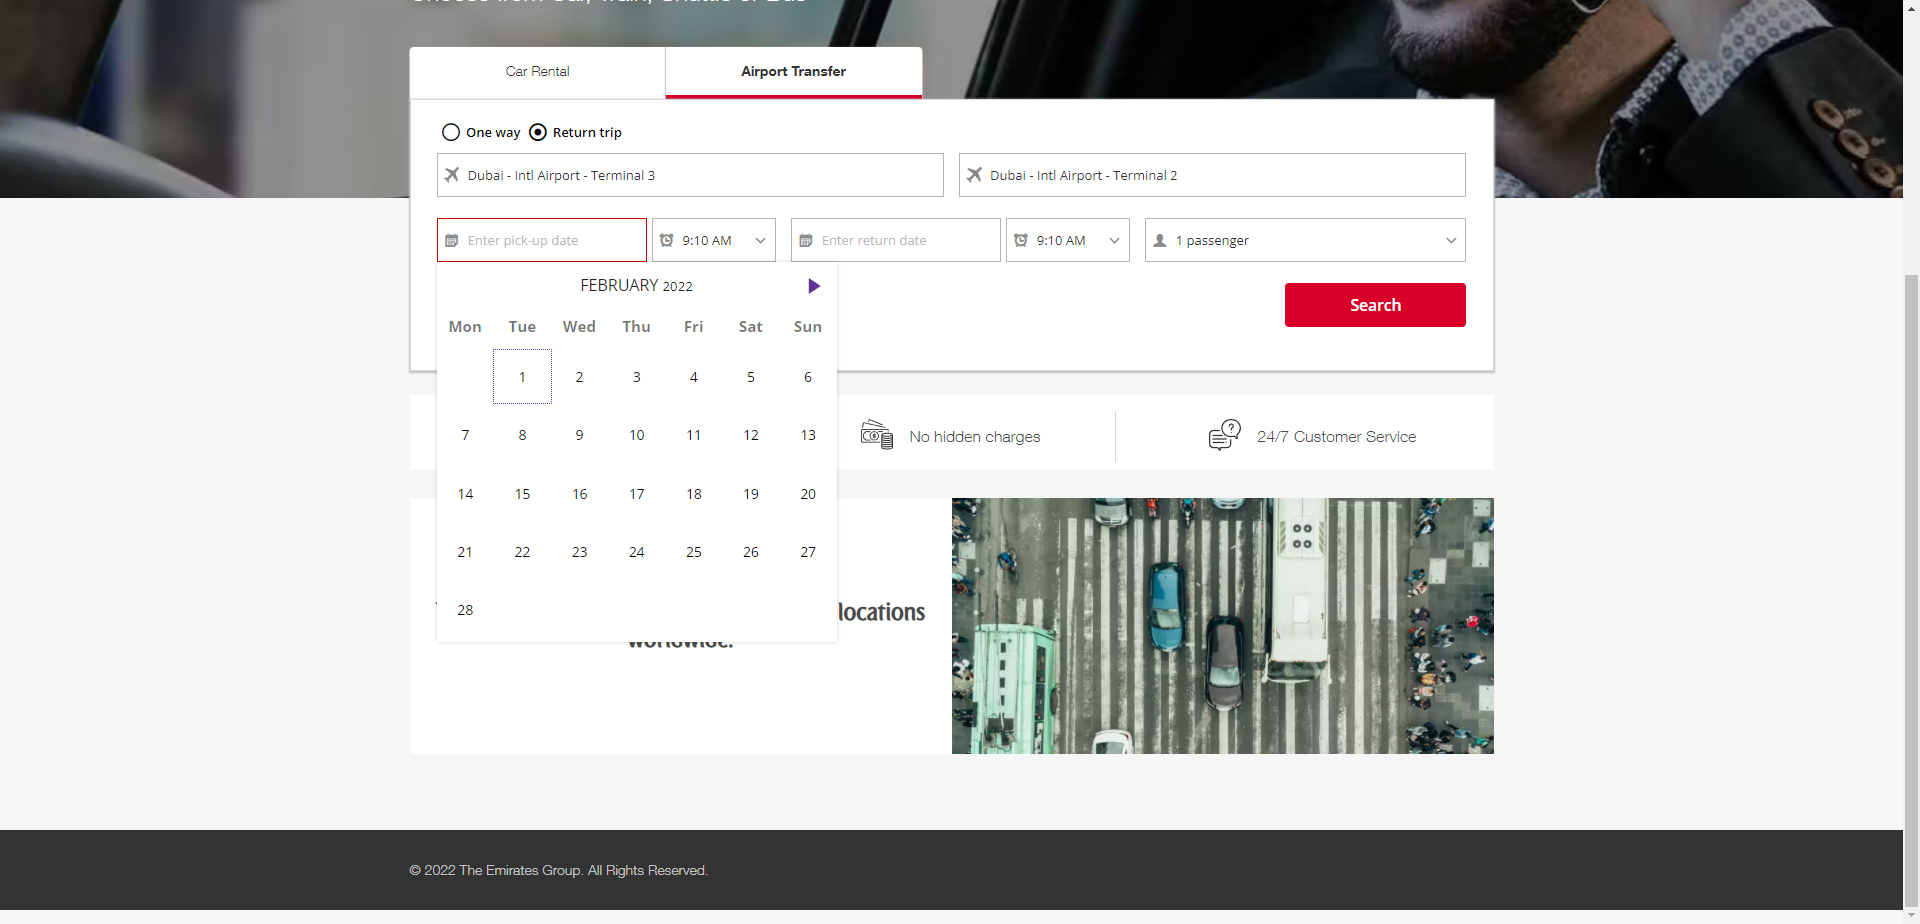 Car Rental
Airport Transfer
One way
Return trip
Dubai - Intl Airport - Terminal 3
Dubai - Intl Airport - Terminal 2
Enter pick-up date
9:10 AM
Enter return date
9:10 AM
1 passenger
FEBRUARY 2022
Search
Mon Tue Wed Thu Fri Sat Sun
1 2 3 4 5 6
7 8 9 10 11 12 13
14 15 16 17 18 19 20
21 22 23 24 25 26 27
28
No hidden charges
24/7 Customer Service
locations
worldwide.
© 2022 The Emirates Group. All Rights Reserved.